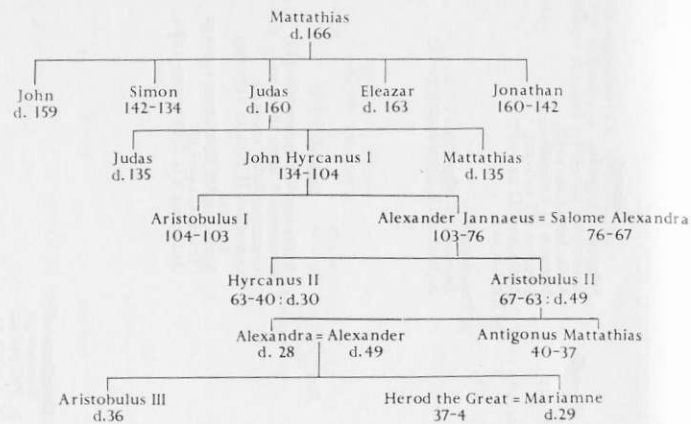 Mattathias
d. 166
John Simon Judas Eleazar Jonathan
d. 159 142-134 d. 160 d. 163 160-142
Judas John Hyrcanus I Mattathias
d. 135 134-104 d. 135
Aristobulus I Alexander Jannaeus = Salome Alexandra
104-103 103-76 76-67
Hyrcanus II Aristobulus II
63-40 : d.30 67-63 : d.49
Alexandra = Alexander Antigonus Mattathias
d. 28 d.49 40-37
Aristobulus III Herod the Great = Mariamne
d.36 37-4 d.29